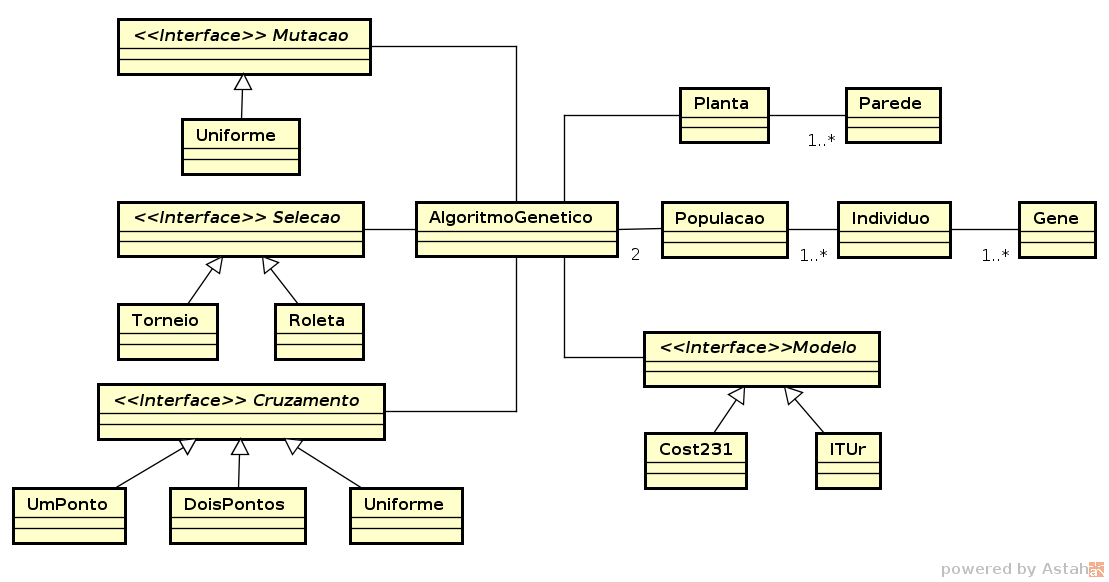 <<Interface>> Mutacao
Uniforme
<<Interface>> Selecao
Torneio
Roleta
<<Interface>> Cruzamento
UmPonto
DoisPontos
Uniforme
AlgoritmoGenetico
Planta
1..*
Parede
2
Populacao
1..*
Individuo
1..*
Gene
<<Interface>>Modelo
Cost231
ITUr
powered by Astah